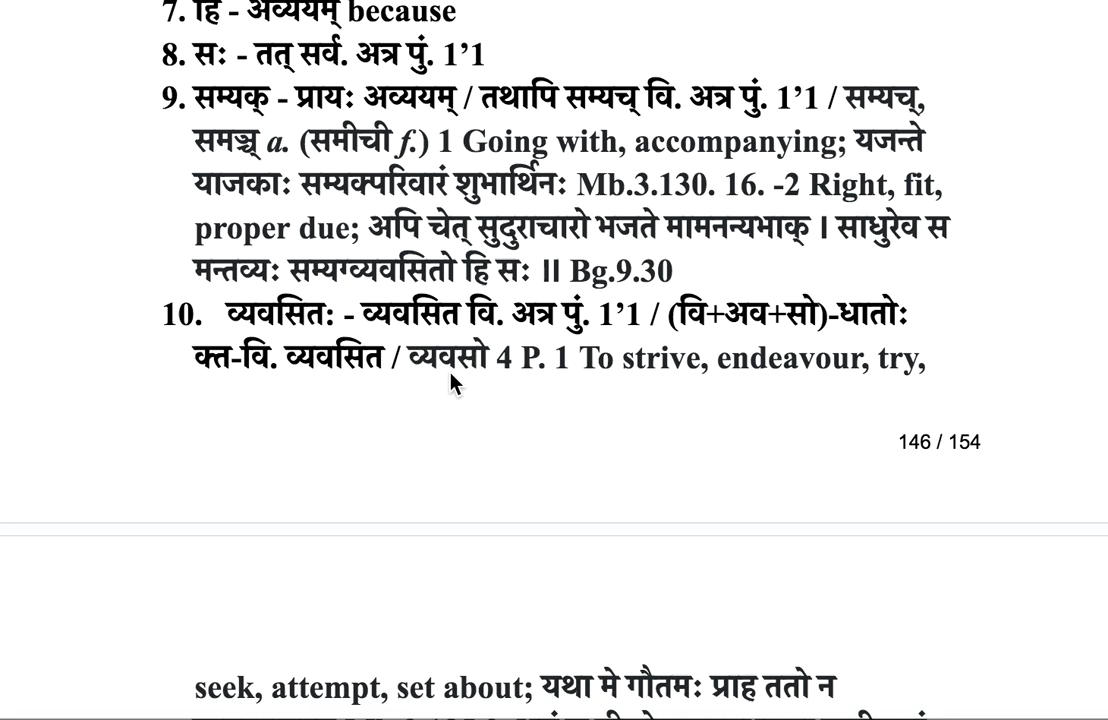 7. हि - अव्ययम् because
8. सः - तत् सर्व. अत्र पुं. 1’1
9. सम्यक् - प्रायः अव्ययम् / तथापि सम्यच् वि. अत्र पुं. 1’1 / सम्यच्,
समञ्च् a. (समीची f.) 1 Going with, accompanying; यजन्ते
याजकाः सम्यक्परिवारं शुभार्थिनः Mb.3.130. 16. -2 Right, fit,
proper due; अपि चेत् सुदुराचारो भजते मामनन्यभाक् । साधुरेव स
मन्तव्यः सम्यग्व्यवसितो हि सः ॥ Bg.9.30
10. व्यवसित: - व्यवसित वि. अत्र पुं. 1’1 / (वि+अव+सो)-धातोः
क्त-वि. व्यवसित / व्यवसो 4 P. 1 To strive, endeavour, try,
146 / 154
seek, attempt, set about; यथा मे गौतमः प्राह ततो न